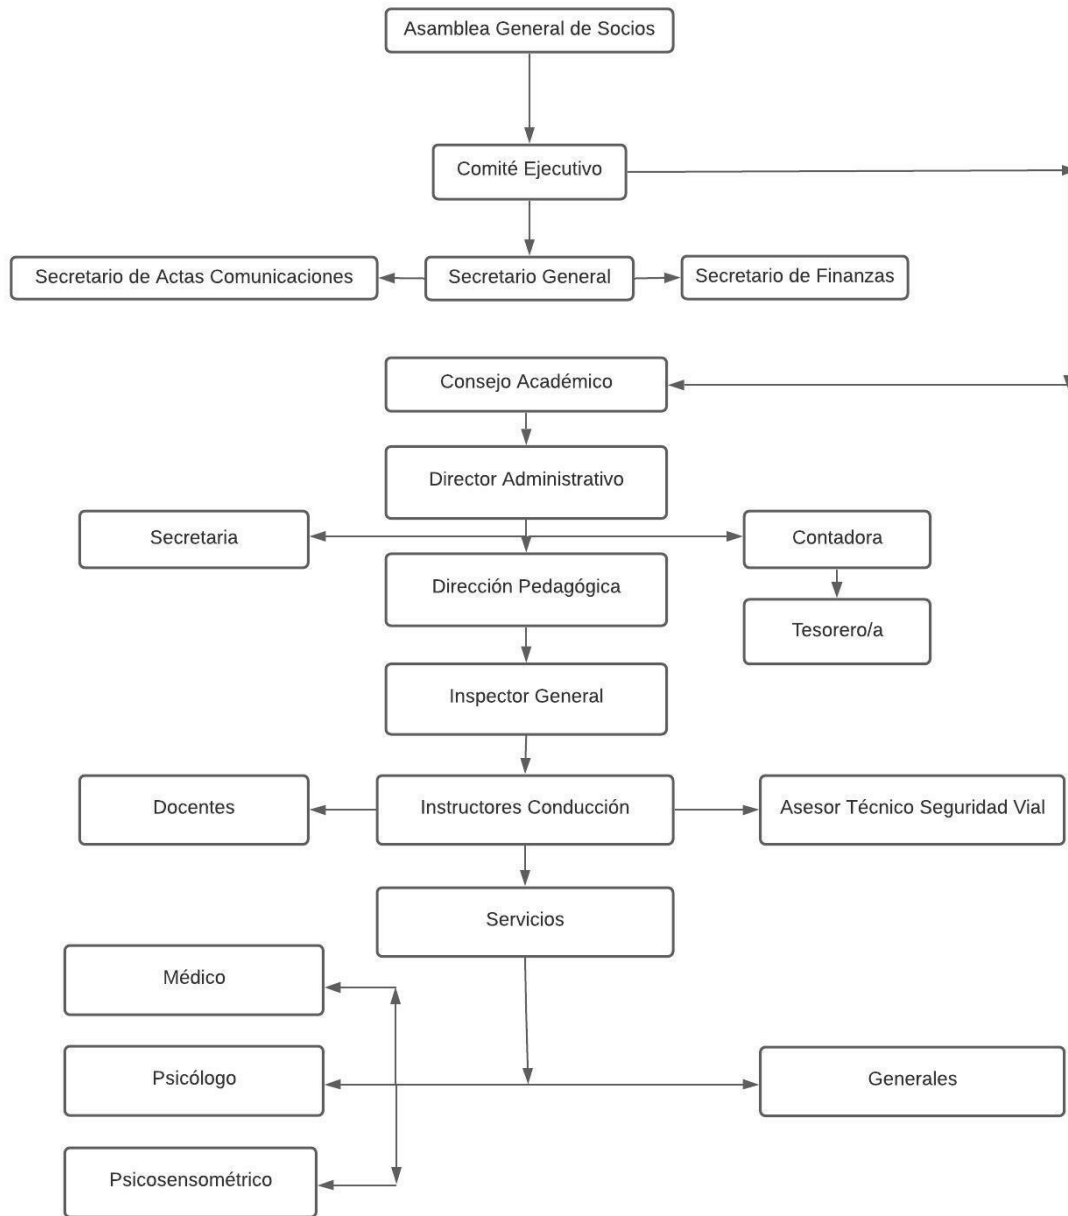 Asamblea General de Socios
Comité Ejecutivo
Secretario de Actas Comunicaciones
Secretario General
Secretario de Finanzas
Consejo Académico
Director Administrativo
Secretaria
Contadora
Dirección Pedagógica
Tesorero/a
Inspector General
Docentes
Instructores Conducción
Asesor Técnico Seguridad Vial
Servicios
Médico
Psicólogo
Generales
Psicosensométrico